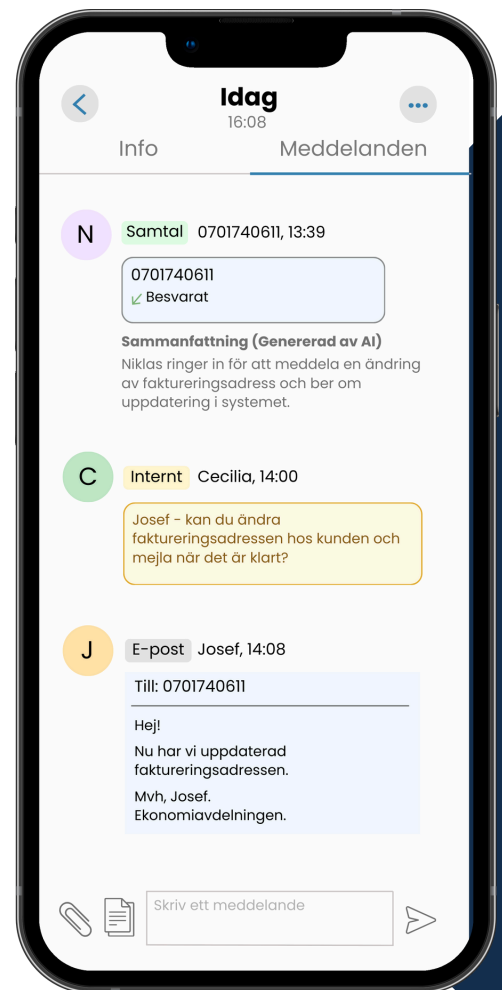 Idag
16:08
Info
Meddelanden
N
Samtal 0701740611, 13:39
0701740611
Besvarat
Sammanfattning (Genererad av AI)
Niklas ringer in för att meddela en ändring
av faktureringsadress och ber om
uppdatering i systemet.
C
Internt Cecilia, 14:00
Josef - kan du ändra
faktureringsadressen hos kunden och
mejla när det är klart?
J
E-post Josef, 14:08
Till: 0701740611
Hej!
Nu har vi uppdaterad
faktureringsadressen.
Mvh, Josef.
Ekonomiavdelningen.
Skriv ett meddelande